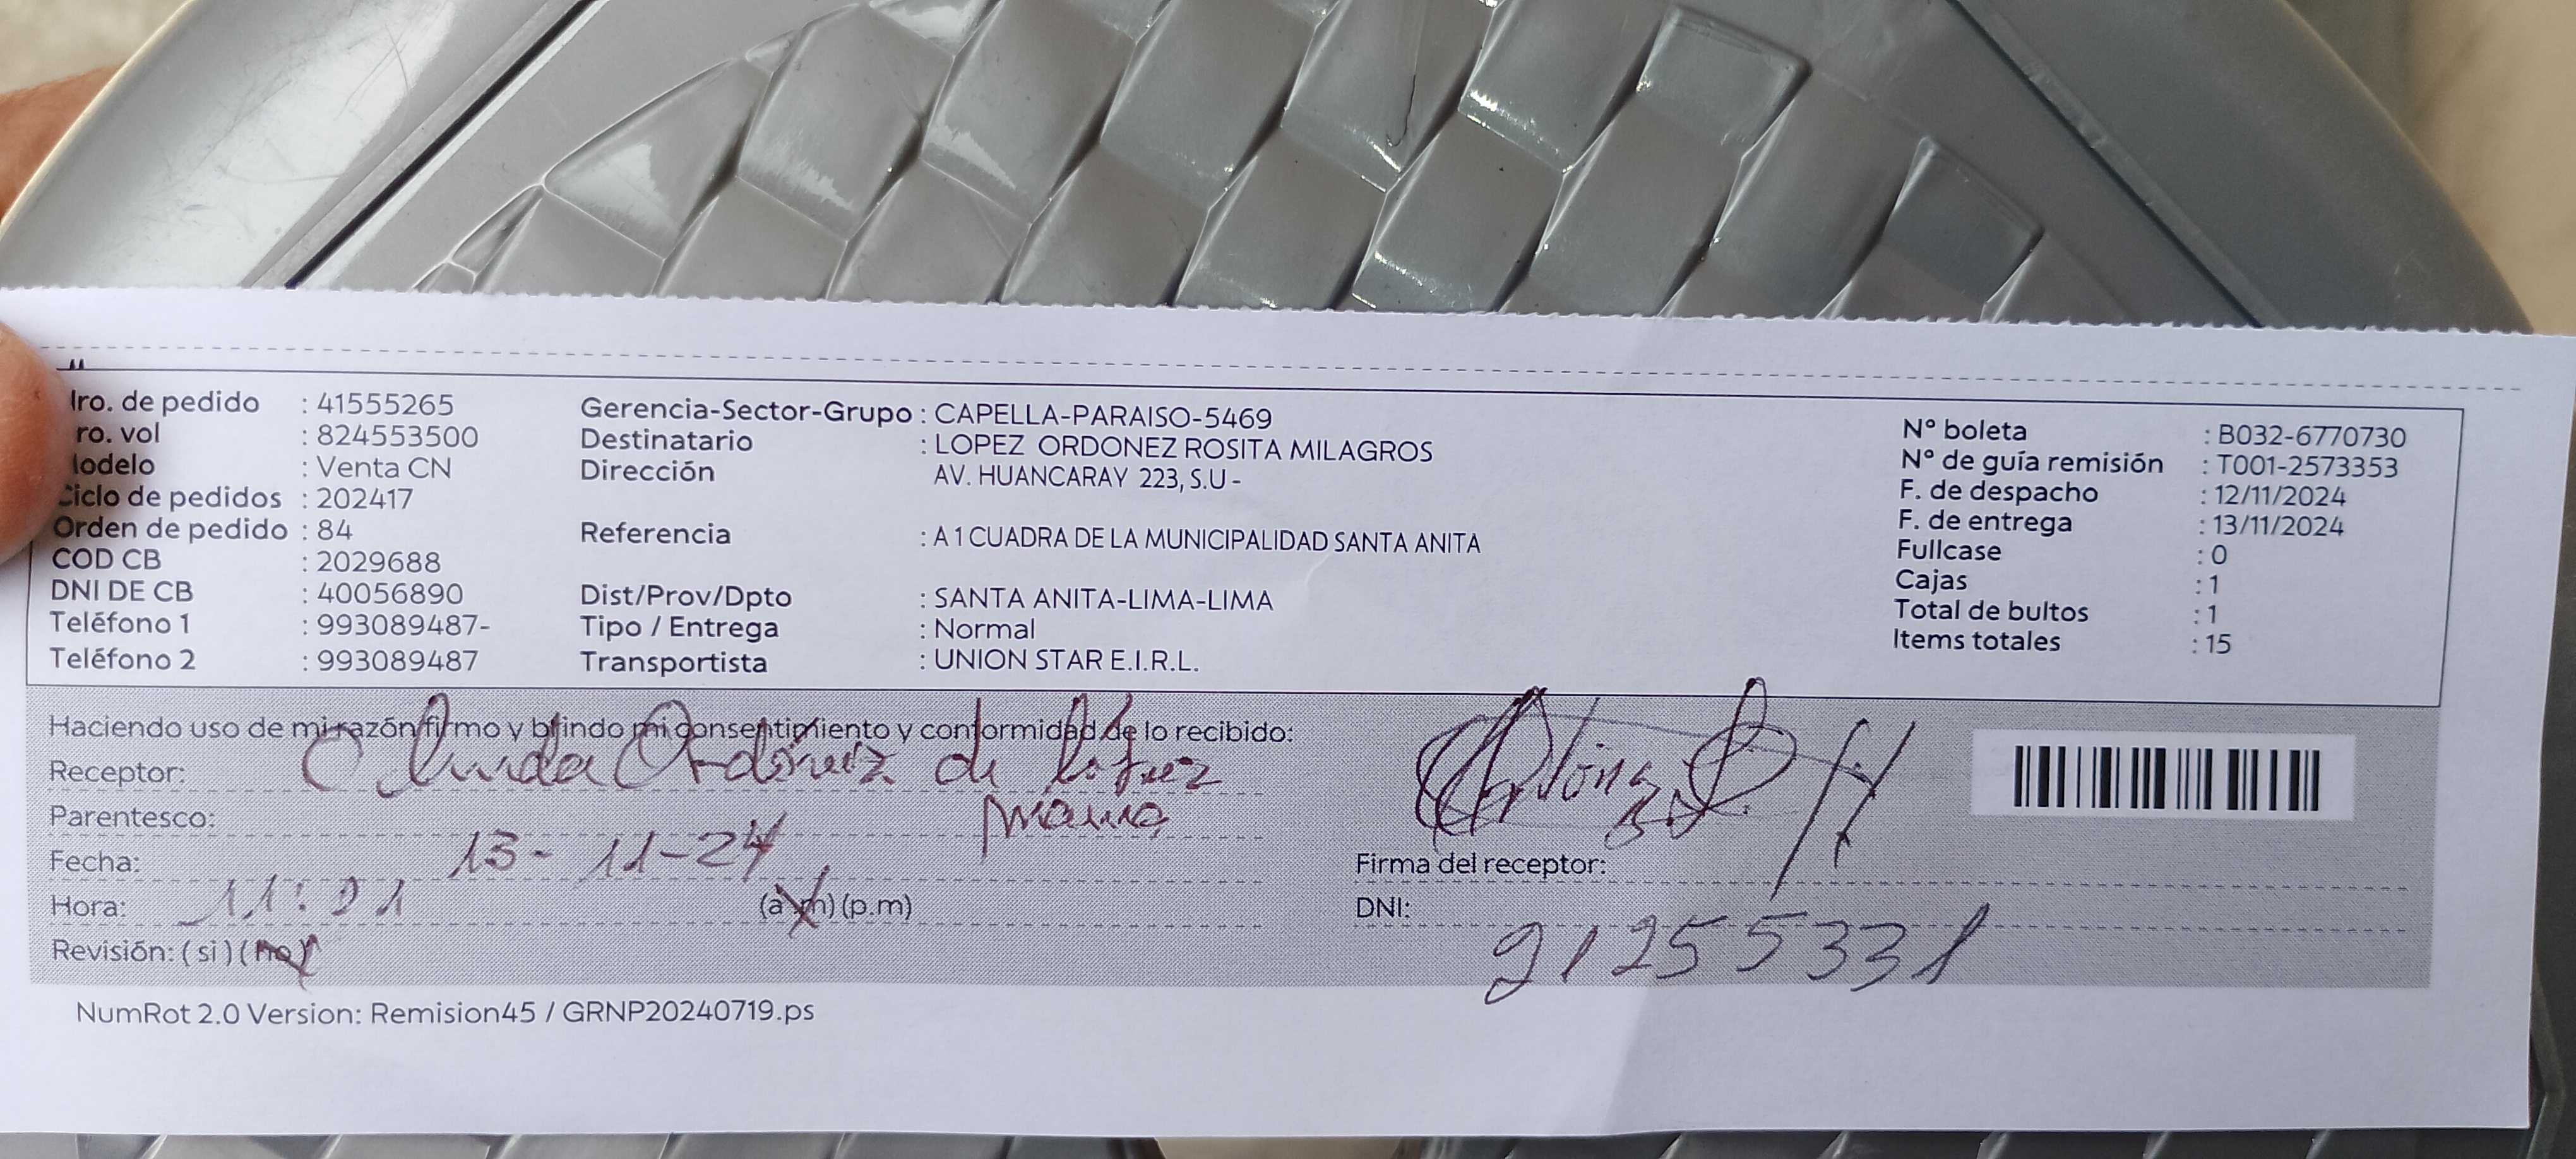 Nro. de pedido : 41555265
ro. vol : 824553500
Modelo : Venta CN
Ciclo de pedidos : 202417
Orden de pedido : 84
COD CB : 2029688
DNI DE CB : 40056890
Teléfono 1 : 993089487-
Teléfono 2 : 993089487
Gerencia-Sector-Grupo : CAPELLA-PARAISO-5469
Destinatario : LOPEZ ORDONEZ ROSITA MILAGROS
Dirección AV. HUANCARAY 223, S.U -
Referencia : A 1 CUADRA DE LA MUNICIPALIDAD SANTA ANITA
Dist/Prov/Dpto : SANTA ANITA-LIMA-LIMA
Tipo / Entrega : Normal
Transportista : UNION STAR E.I.R.L.
N° boleta : B032-6770730
N° de guía remisión : T001-2573353
F. de despacho : 12/11/2024
F. de entrega : 13/11/2024
Fullcase : 0
Cajas : 1
Total de bultos : 1
Items totales : 15
Haciendo uso de mi razón firmo y brindo mi consentimiento y conformidad de lo recibido:
Receptor: Ordóñez de López
Parentesco: mamá
Fecha: 13-11-24
Hora: 11:01 (a.m) (p.m)
Revisión: (si) (no)
Firma del receptor:
DNI: 21255331
NumRot 2.0 Version: Remision45 / GRNP20240719.ps